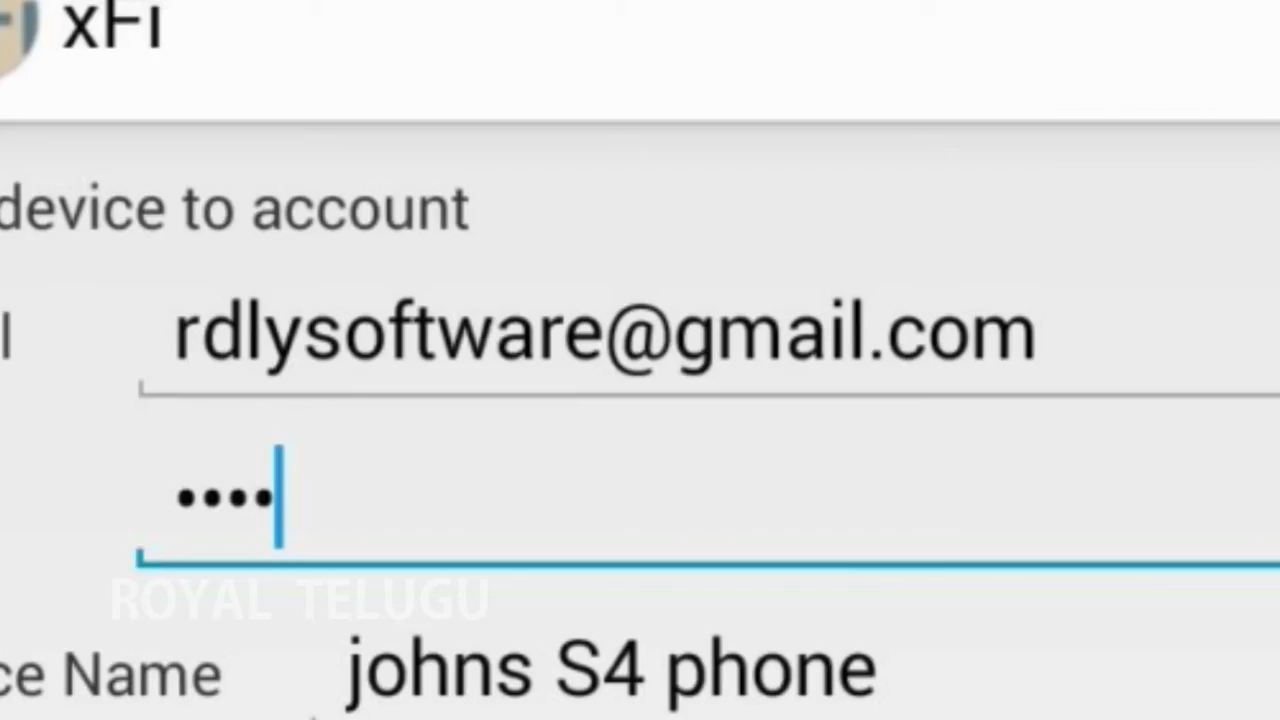 xFi
device to account
l
rdlysoftware@gmail.com
••••
ROYAL TELUGU
ce Name
johns S4 phone